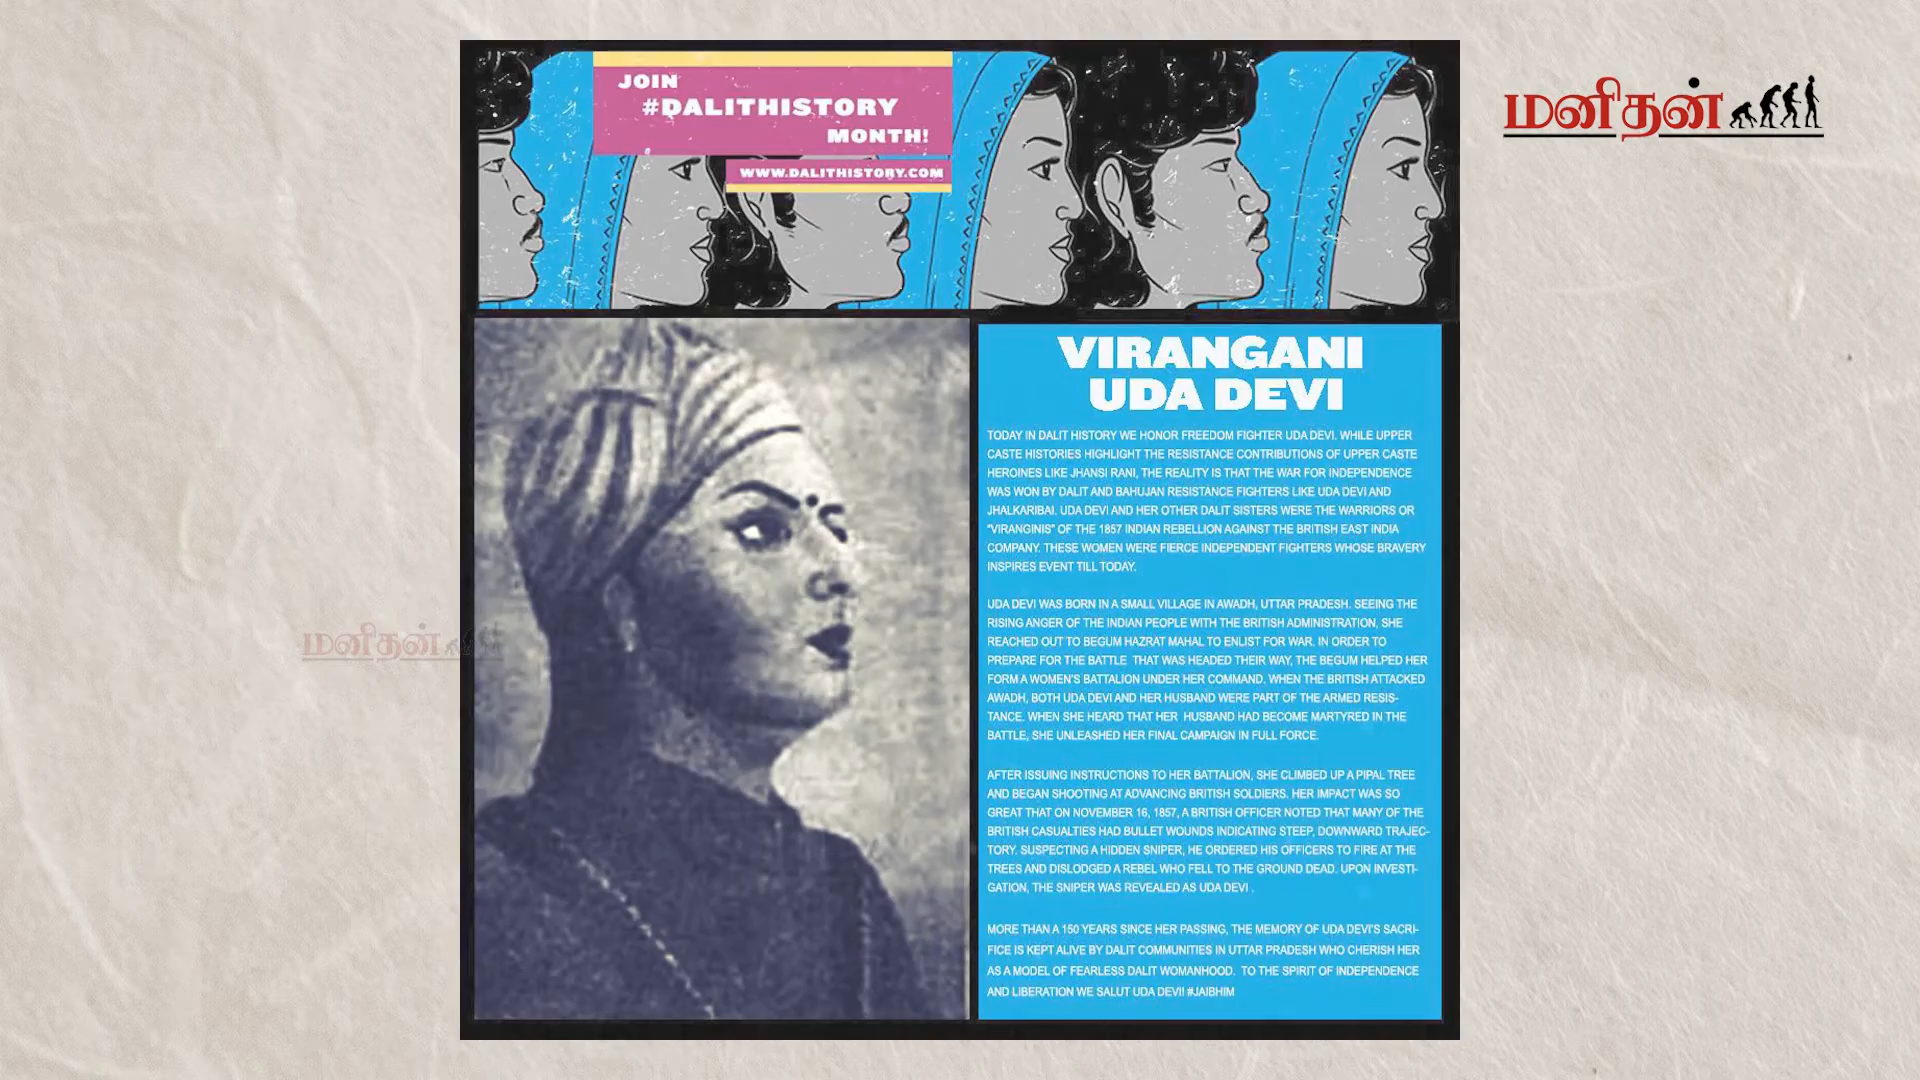 JOIN
#DALITHISTORY
MONTH!
WWW.DALITHISTORY.COM
மனிதன்
மனிதன்
VIRANGANI
UDA DEVI
TODAY IN DALIT HISTORY WE HONOR FREEDOM FIGHTER UDA DEVI. WHILE UPPER
CASTE HISTORIES HIGHLIGHT THE RESISTANCE CONTRIBUTIONS OF UPPER CASTE
HEROINES LIKE JHANSI RANI, THE REALITY IS THAT THE WAR FOR INDEPENDENCE
WAS WON BY DALIT AND BAHUJAN RESISTANCE FIGHTERS LIKE UDA DEVI AND
JHALKARIBAI. UDA DEVI AND HER OTHER DALIT SISTERS WERE THE WARRIORS OR
"VIRANGINIS" OF THE 1857 INDIAN REBELLION AGAINST THE BRITISH EAST INDIA
COMPANY. THESE WOMEN WERE FIERCE INDEPENDENT FIGHTERS WHOSE BRAVERY
INSPIRES EVENT TILL TODAY.
UDA DEVI WAS BORN IN A SMALL VILLAGE IN AWADH, UTTAR PRADESH. SEEING THE
RISING ANGER OF THE INDIAN PEOPLE WITH THE BRITISH ADMINISTRATION, SHE
REACHED OUT TO BEGUM HAZRAT MAHAL TO ENLIST FOR WAR. IN ORDER TO
PREPARE FOR THE BATTLE THAT WAS HEADED THEIR WAY, THE BEGUM HELPED HER
FORM A WOMEN'S BATTALION UNDER HER COMMAND. WHEN THE BRITISH ATTACKED
AWADH, BOTH UDA DEVI AND HER HUSBAND WERE PART OF THE ARMED RESIS-
TANCE. WHEN SHE HEARD THAT HER HUSBAND HAD BECOME MARTYRED IN THE
BATTLE, SHE UNLEASHED HER FINAL CAMPAIGN IN FULL FORCE.
AFTER ISSUING INSTRUCTIONS TO HER BATTALION, SHE CLIMBED UP A PIPAL TREE
AND BEGAN SHOOTING AT ADVANCING BRITISH SOLDIERS. HER IMPACT WAS SO
GREAT THAT ON NOVEMBER 16, 1857, A BRITISH OFFICER NOTED THAT MANY OF THE
BRITISH CASUALTIES HAD BULLET WOUNDS INDICATING STEEP, DOWNWARD TRAJEC-
TORY. SUSPECTING A HIDDEN SNIPER, HE ORDERED HIS OFFICERS TO FIRE AT THE
TREES AND DISLODGED A REBEL WHO FELL TO THE GROUND DEAD. UPON INVESTI-
GATION, THE SNIPER WAS REVEALED AS UDA DEVI .
MORE THAN A 150 YEARS SINCE HER PASSING, THE MEMORY OF UDA DEVI'S SACRI-
FICE IS KEPT ALIVE BY DALIT COMMUNITIES IN UTTAR PRADESH WHO CHERISH HER
AS A MODEL OF FEARLESS DALIT WOMANHOOD. TO THE SPIRIT OF INDEPENDENCE
AND LIBERATION WE SALUT UDA DEVI! #JAIBHIM